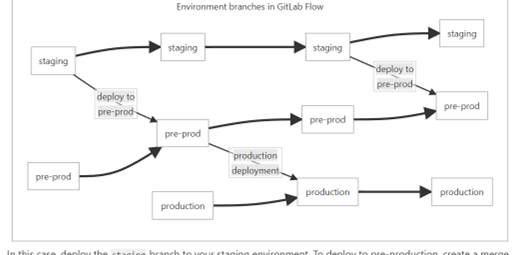 Environment branches in GitLab Flow
staging
staging
staging
staging
deploy to
pre-prod
deploy to
pre-prod
pre-prod
pre-prod
pre-prod
pre-prod
production
deployment
production
production
production
In this case, deploy the staging branch to your staging environment. To deploy to pre-production, create a merge